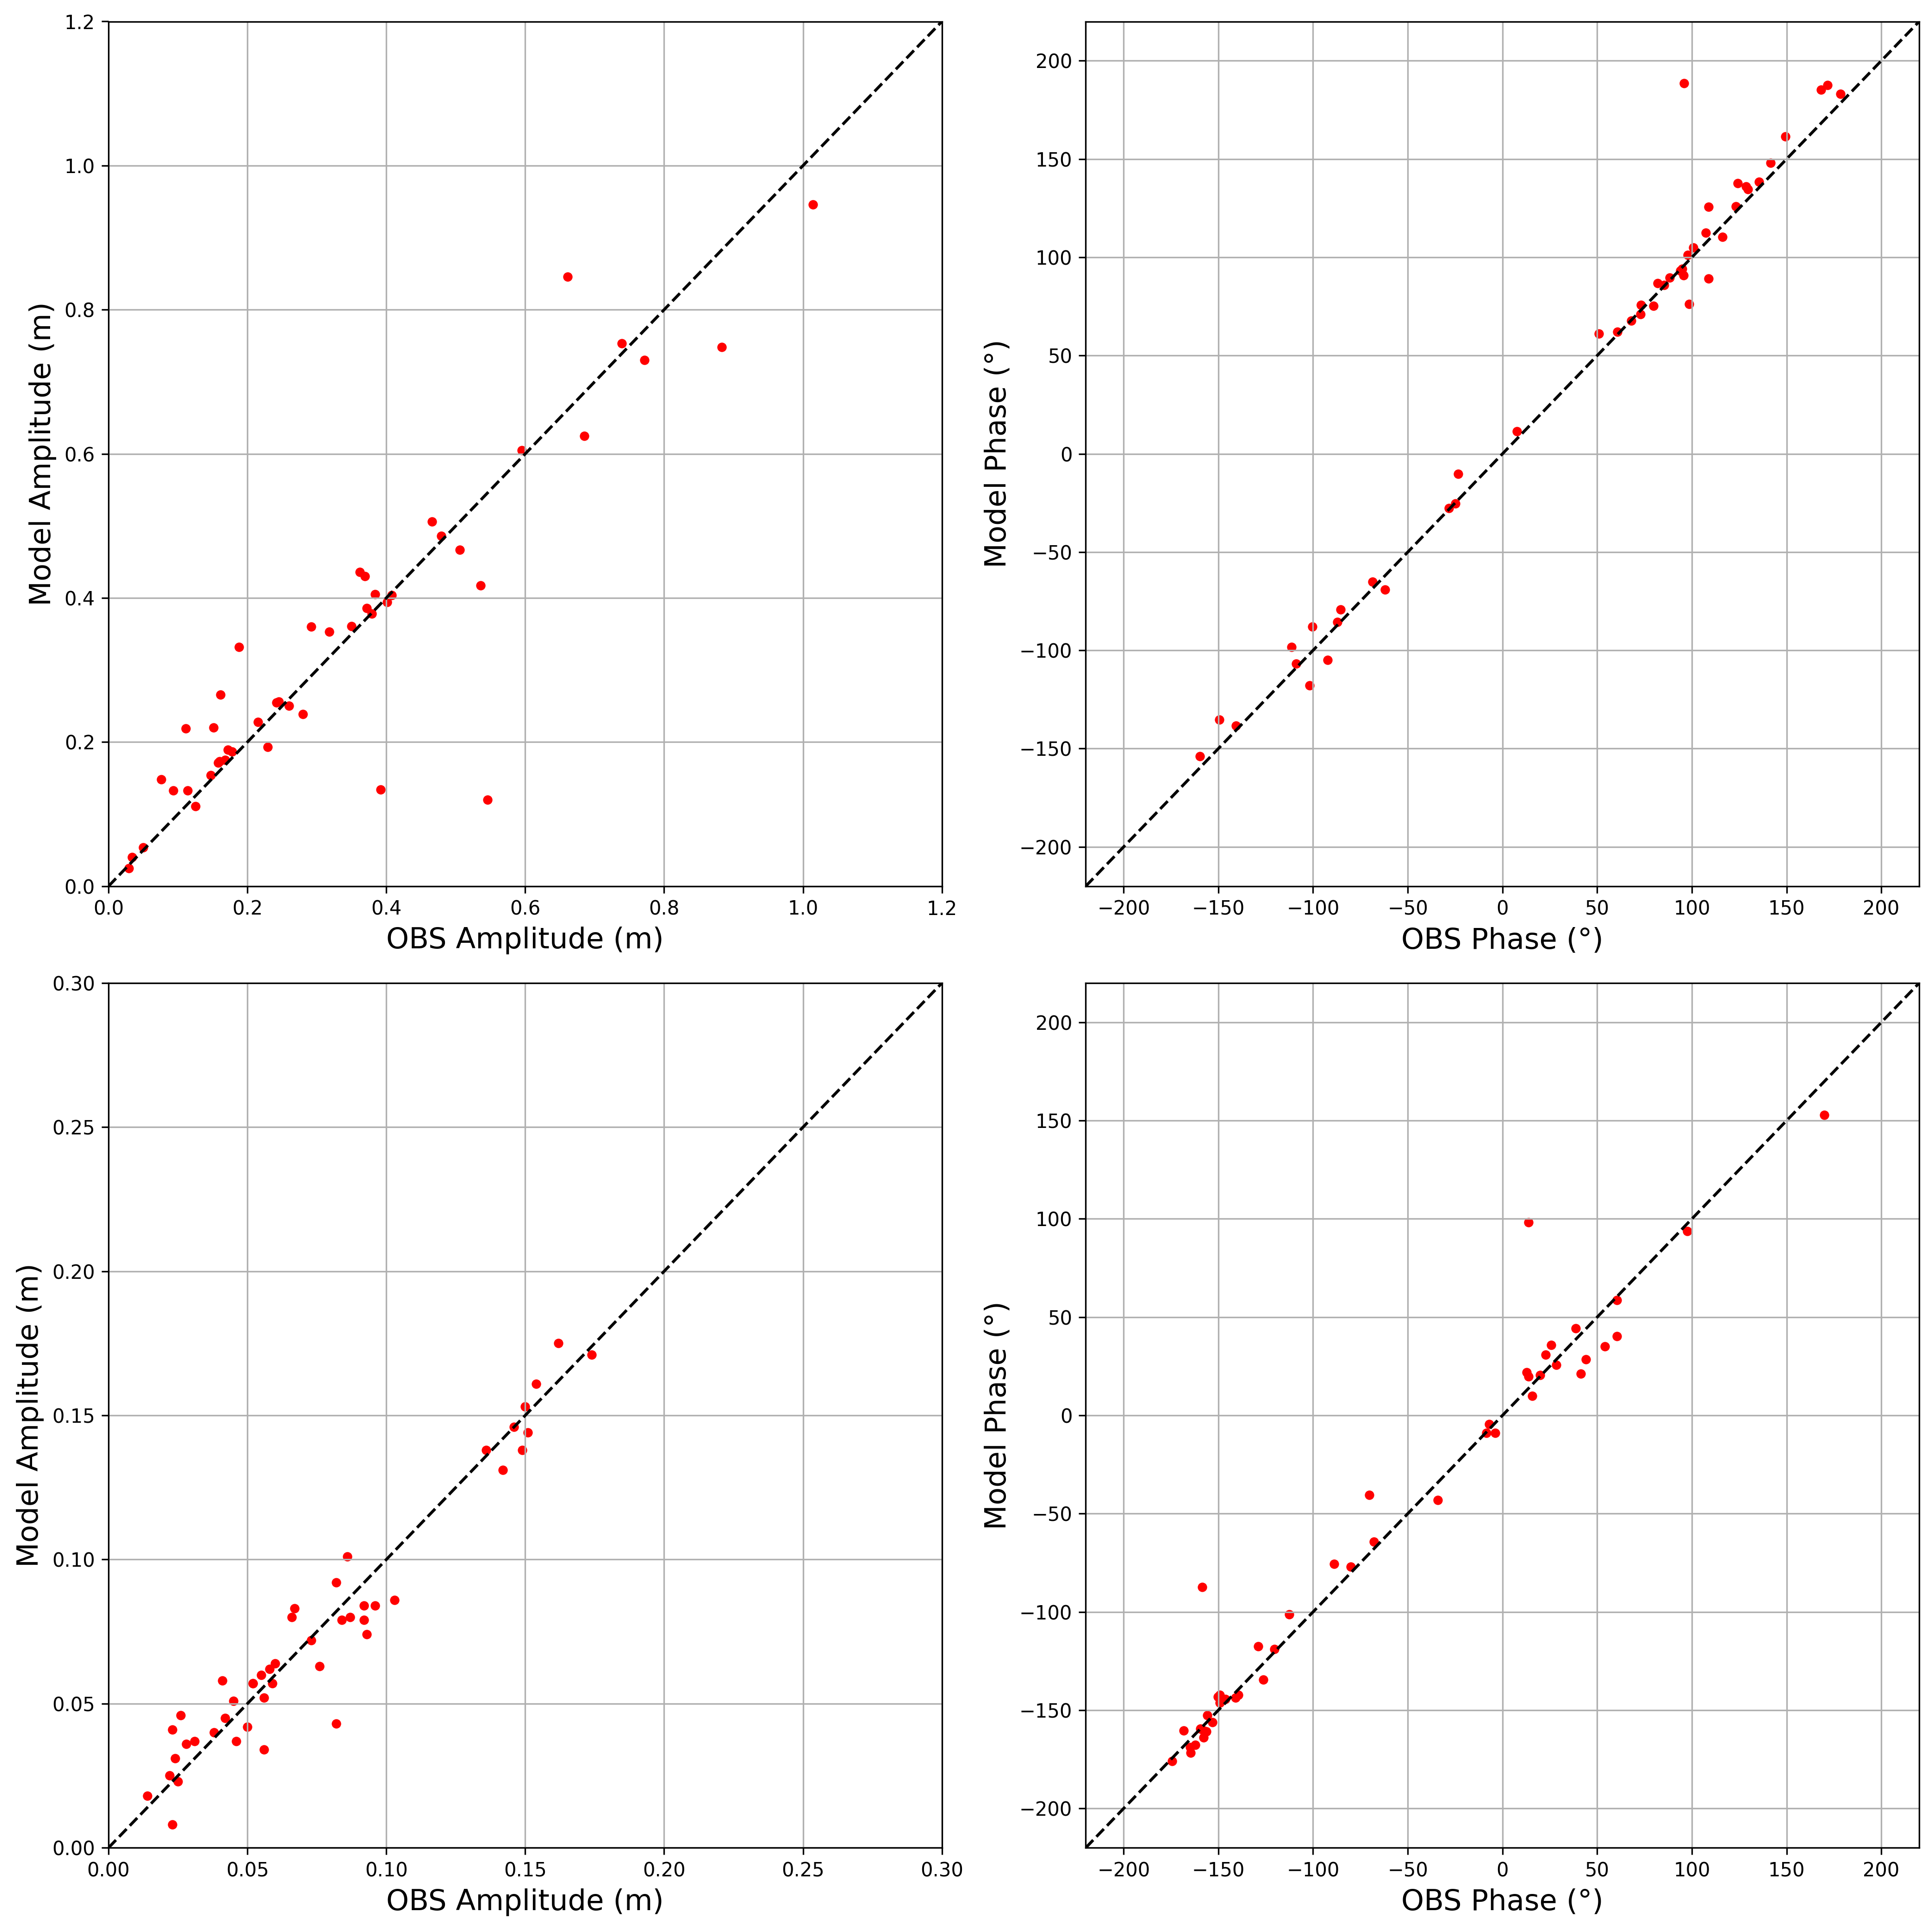 1.2
1.0
0.8
0.6
0.4
0.2
0.0
0.0 0.2 0.4 0.6 0.8 1.0 1.2
Model Amplitude (m)
OBS Amplitude (m)
200
150
100
50
0
−50
−100
−150
−200
−200 −150 −100 −50 0 50 100 150 200
Model Phase (°)
OBS Phase (°)
0.30
0.25
0.20
0.15
0.10
0.05
0.00
0.00 0.05 0.10 0.15 0.20 0.25 0.30
Model Amplitude (m)
OBS Amplitude (m)
200
150
100
50
0
−50
−100
−150
−200
−200 −150 −100 −50 0 50 100 150 200
Model Phase (°)
OBS Phase (°)